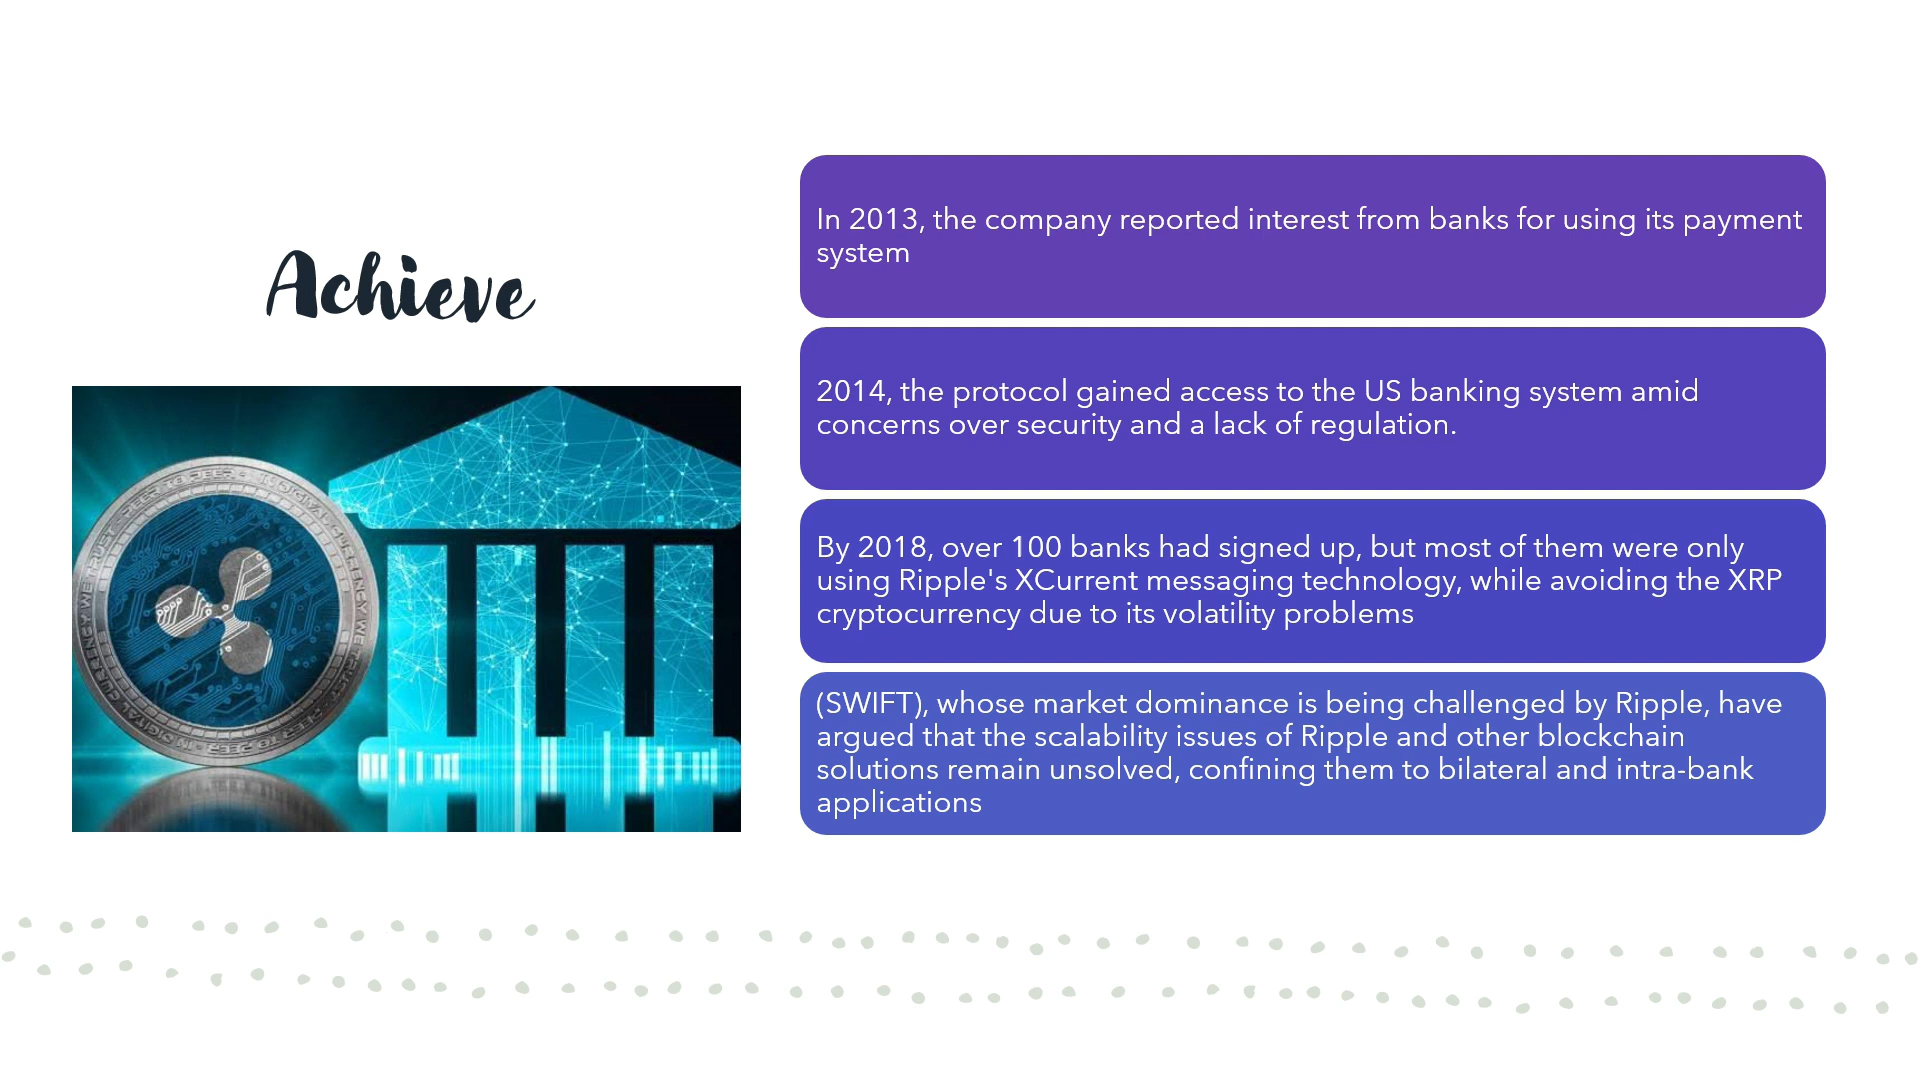 Achieve
In 2013, the company reported interest from banks for using its payment
system
2014, the protocol gained access to the US banking system amid
concerns over security and a lack of regulation.
By 2018, over 100 banks had signed up, but most of them were only
using Ripple's XCurrent messaging technology, while avoiding the XRP
cryptocurrency due to its volatility problems
(SWIFT), whose market dominance is being challenged by Ripple, have
argued that the scalability issues of Ripple and other blockchain
solutions remain unsolved, confining them to bilateral and intra-bank
applications